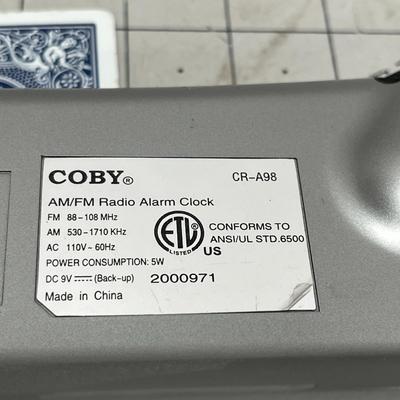 COBY® CR-A98
AM/FM Radio Alarm Clock
FM 88-108 MHz
AM 530-1710 KHz
AC 110V~60Hz
POWER CONSUMPTION: 5W
DC 9V⎓(Back-up) 2000971
Made in China
ETL
LISTED
US
CONFORMS TO
ANSI/UL STD.6500